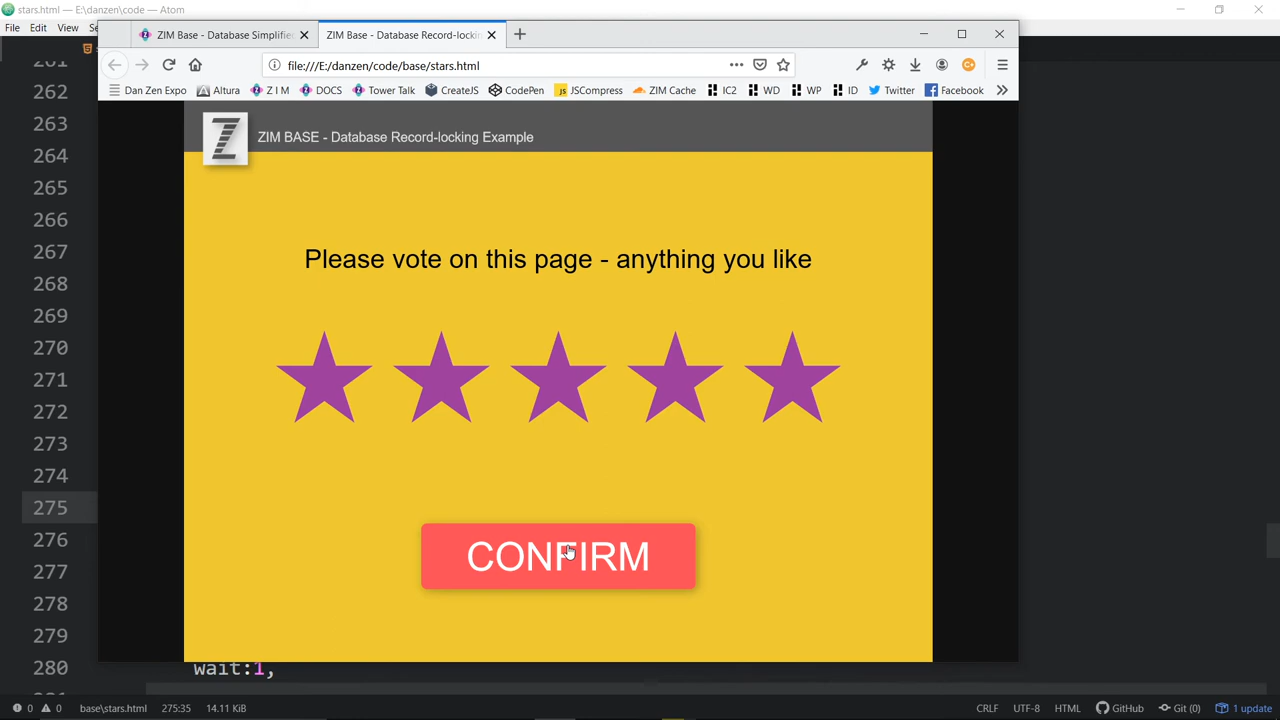 stars.html — E:\danzen\code — Atom
File Edit View Se
ZIM Base - Database Simplifie
ZIM Base - Database Record-lockin
file:///E:/danzen/code/base/stars.html
Dan Zen Expo Altura Z I M DOCS Tower Talk CreateJS CodePen JSCompress ZIM Cache IC2 WD WP ID Twitter Facebook
ZIM BASE - Database Record-locking Example
Please vote on this page - anything you like
CONFIRM
261
262
263
264
265
266
267
268
269
270
271
272
273
274
275
276
277
278
279
280 wait:1,
0 0 base\stars.html 275:35 14.11 KiB CRLF UTF-8 HTML GitHub Git (0) 1 update